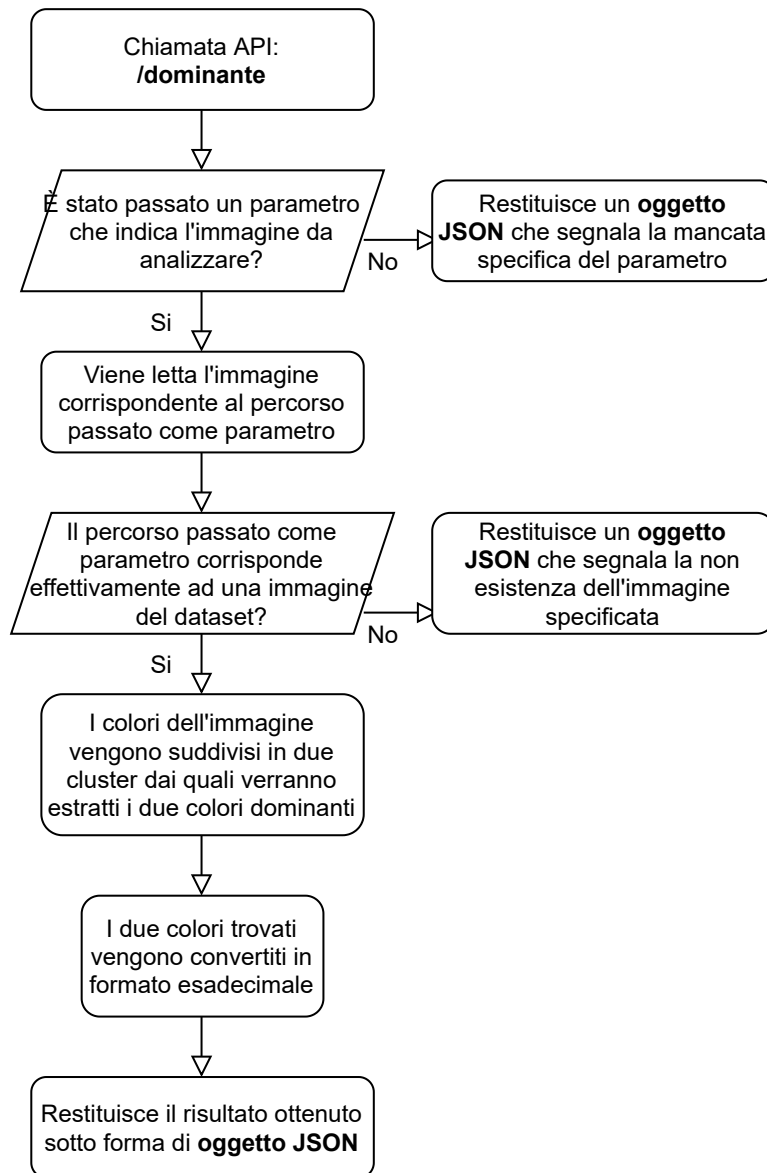 Chiamata API:
/dominante
È stato passato un parametro
che indica l'immagine da
analizzare?
No
Restituisce un oggetto
JSON che segnala la mancata
specifica del parametro
Si
Viene letta l'immagine
corrispondente al percorso
passato come parametro
Il percorso passato come
parametro corrisponde
effettivamente ad una immagine
del dataset?
No
Restituisce un oggetto
JSON che segnala la non
esistenza dell'immagine
specificata
Si
I colori dell'immagine
vengono suddivisi in due
cluster dai quali verranno
estratti i due colori dominanti
I due colori trovati
vengono convertiti in
formato esadecimale
Restituisce il risultato ottenuto
sotto forma di oggetto JSON